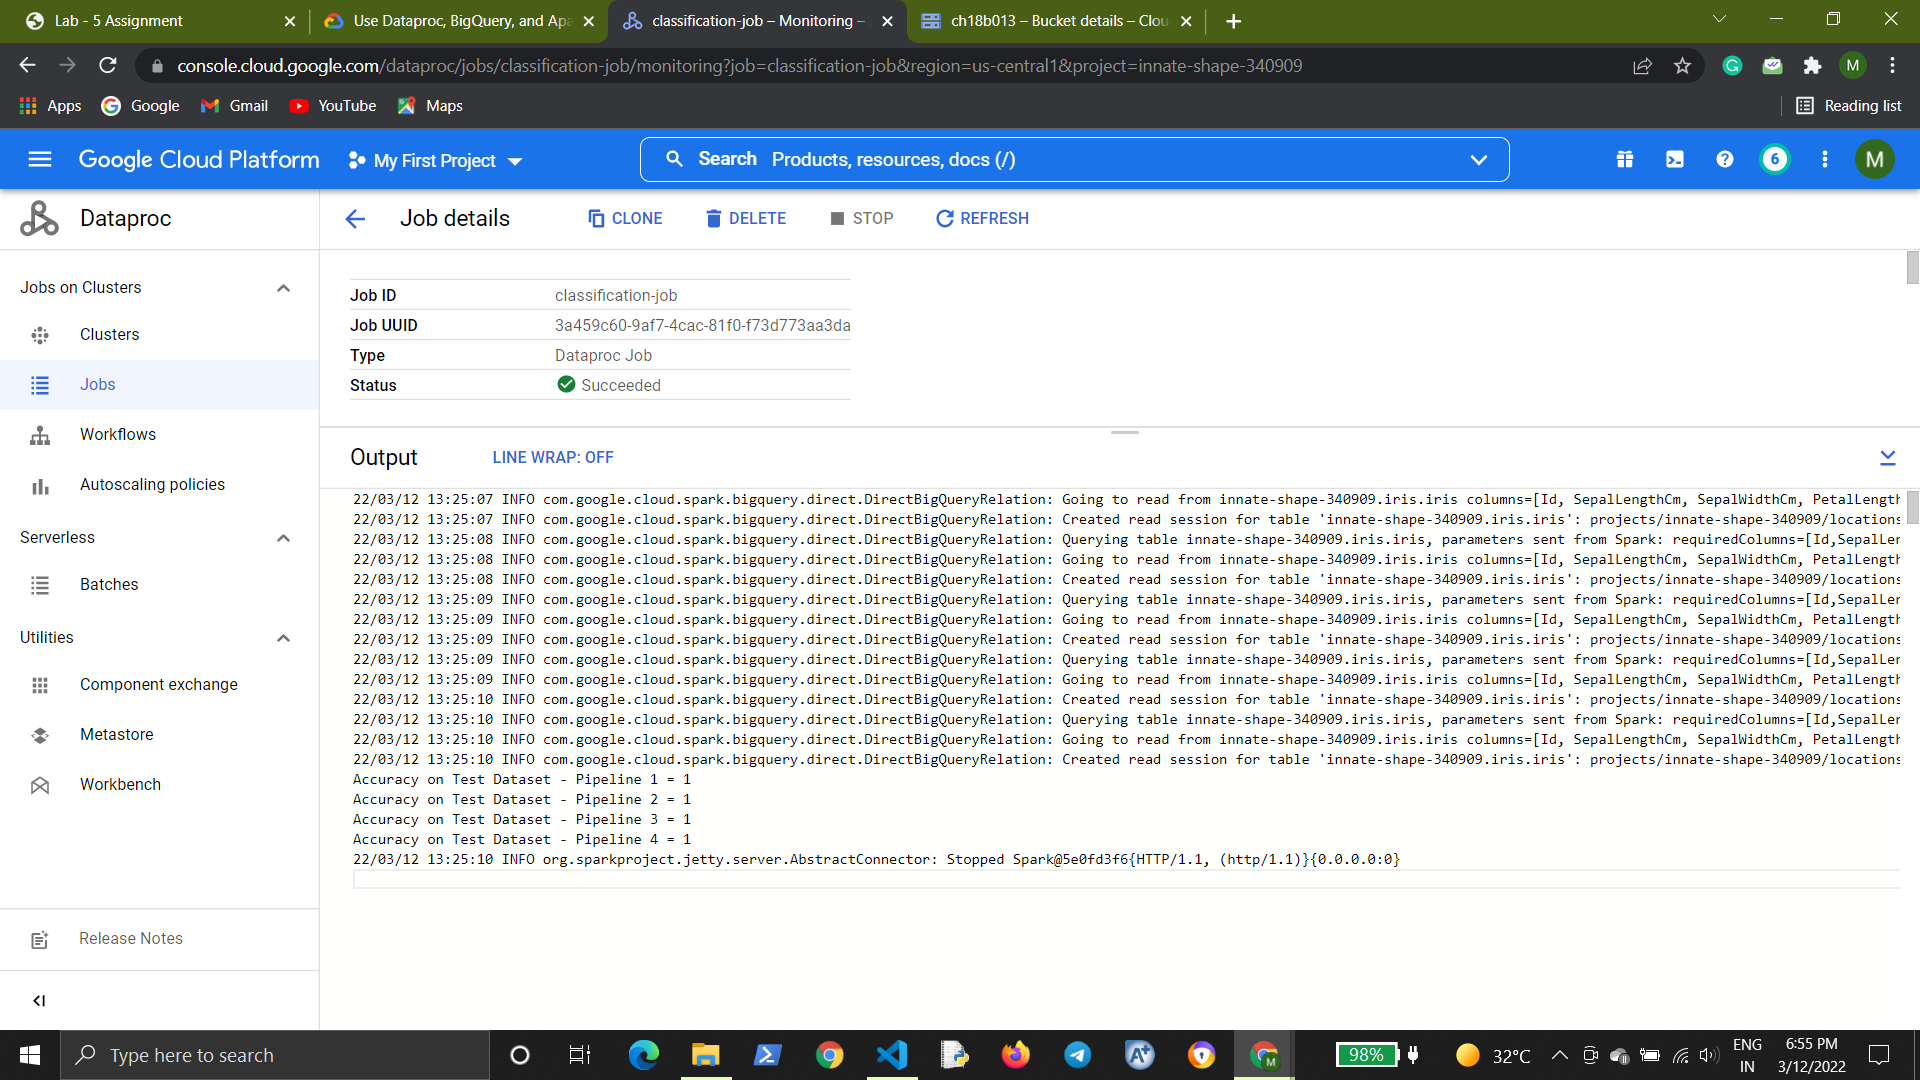 Lab - 5 Assignment
Use Dataproc, BigQuery, and Apa
classification-job – Monitoring –
ch18b013 – Bucket details – Clou
console.cloud.google.com/dataproc/jobs/classification-job/monitoring?job=classification-job&region=us-central1&project=innate-shape-340909
M
Apps
Google
Gmail
YouTube
Maps
Reading list
Google Cloud Platform
My First Project
Search Products, resources, docs (/)
6
M
Dataproc
Job details
CLONE
DELETE
STOP
REFRESH
Jobs on Clusters
Clusters
Jobs
Workflows
Autoscaling policies
Serverless
Batches
Utilities
Component exchange
Metastore
Workbench
Release Notes
Job ID classification-job
Job UUID 3a459c60-9af7-4cac-81f0-f73d773aa3da
Type Dataproc Job
Status Succeeded
Output
LINE WRAP: OFF
22/03/12 13:25:07 INFO com.google.cloud.spark.bigquery.direct.DirectBigQueryRelation: Going to read from innate-shape-340909.iris.iris columns=[Id, SepalLengthCm, SepalWidthCm, PetalLength
22/03/12 13:25:07 INFO com.google.cloud.spark.bigquery.direct.DirectBigQueryRelation: Created read session for table 'innate-shape-340909.iris.iris': projects/innate-shape-340909/locations
22/03/12 13:25:08 INFO com.google.cloud.spark.bigquery.direct.DirectBigQueryRelation: Querying table innate-shape-340909.iris.iris, parameters sent from Spark: requiredColumns=[Id,SepalLen
22/03/12 13:25:08 INFO com.google.cloud.spark.bigquery.direct.DirectBigQueryRelation: Going to read from innate-shape-340909.iris.iris columns=[Id, SepalLengthCm, SepalWidthCm, PetalLength
22/03/12 13:25:08 INFO com.google.cloud.spark.bigquery.direct.DirectBigQueryRelation: Created read session for table 'innate-shape-340909.iris.iris': projects/innate-shape-340909/locations
22/03/12 13:25:09 INFO com.google.cloud.spark.bigquery.direct.DirectBigQueryRelation: Querying table innate-shape-340909.iris.iris, parameters sent from Spark: requiredColumns=[Id,SepalLen
22/03/12 13:25:09 INFO com.google.cloud.spark.bigquery.direct.DirectBigQueryRelation: Going to read from innate-shape-340909.iris.iris columns=[Id, SepalLengthCm, SepalWidthCm, PetalLength
22/03/12 13:25:09 INFO com.google.cloud.spark.bigquery.direct.DirectBigQueryRelation: Created read session for table 'innate-shape-340909.iris.iris': projects/innate-shape-340909/locations
22/03/12 13:25:09 INFO com.google.cloud.spark.bigquery.direct.DirectBigQueryRelation: Querying table innate-shape-340909.iris.iris, parameters sent from Spark: requiredColumns=[Id,SepalLen
22/03/12 13:25:09 INFO com.google.cloud.spark.bigquery.direct.DirectBigQueryRelation: Going to read from innate-shape-340909.iris.iris columns=[Id, SepalLengthCm, SepalWidthCm, PetalLength
22/03/12 13:25:10 INFO com.google.cloud.spark.bigquery.direct.DirectBigQueryRelation: Created read session for table 'innate-shape-340909.iris.iris': projects/innate-shape-340909/locations
22/03/12 13:25:10 INFO com.google.cloud.spark.bigquery.direct.DirectBigQueryRelation: Querying table innate-shape-340909.iris.iris, parameters sent from Spark: requiredColumns=[Id,SepalLen
22/03/12 13:25:10 INFO com.google.cloud.spark.bigquery.direct.DirectBigQueryRelation: Going to read from innate-shape-340909.iris.iris columns=[Id, SepalLengthCm, SepalWidthCm, PetalLength
22/03/12 13:25:10 INFO com.google.cloud.spark.bigquery.direct.DirectBigQueryRelation: Created read session for table 'innate-shape-340909.iris.iris': projects/innate-shape-340909/locations
Accuracy on Test Dataset - Pipeline 1 = 1
Accuracy on Test Dataset - Pipeline 2 = 1
Accuracy on Test Dataset - Pipeline 3 = 1
Accuracy on Test Dataset - Pipeline 4 = 1
22/03/12 13:25:10 INFO org.sparkproject.jetty.server.AbstractConnector: Stopped Spark@5e0fd3f6{HTTP/1.1, (http/1.1)}{0.0.0.0:0}
Type here to search
98%
32°C
ENG
IN
6:55 PM
3/12/2022